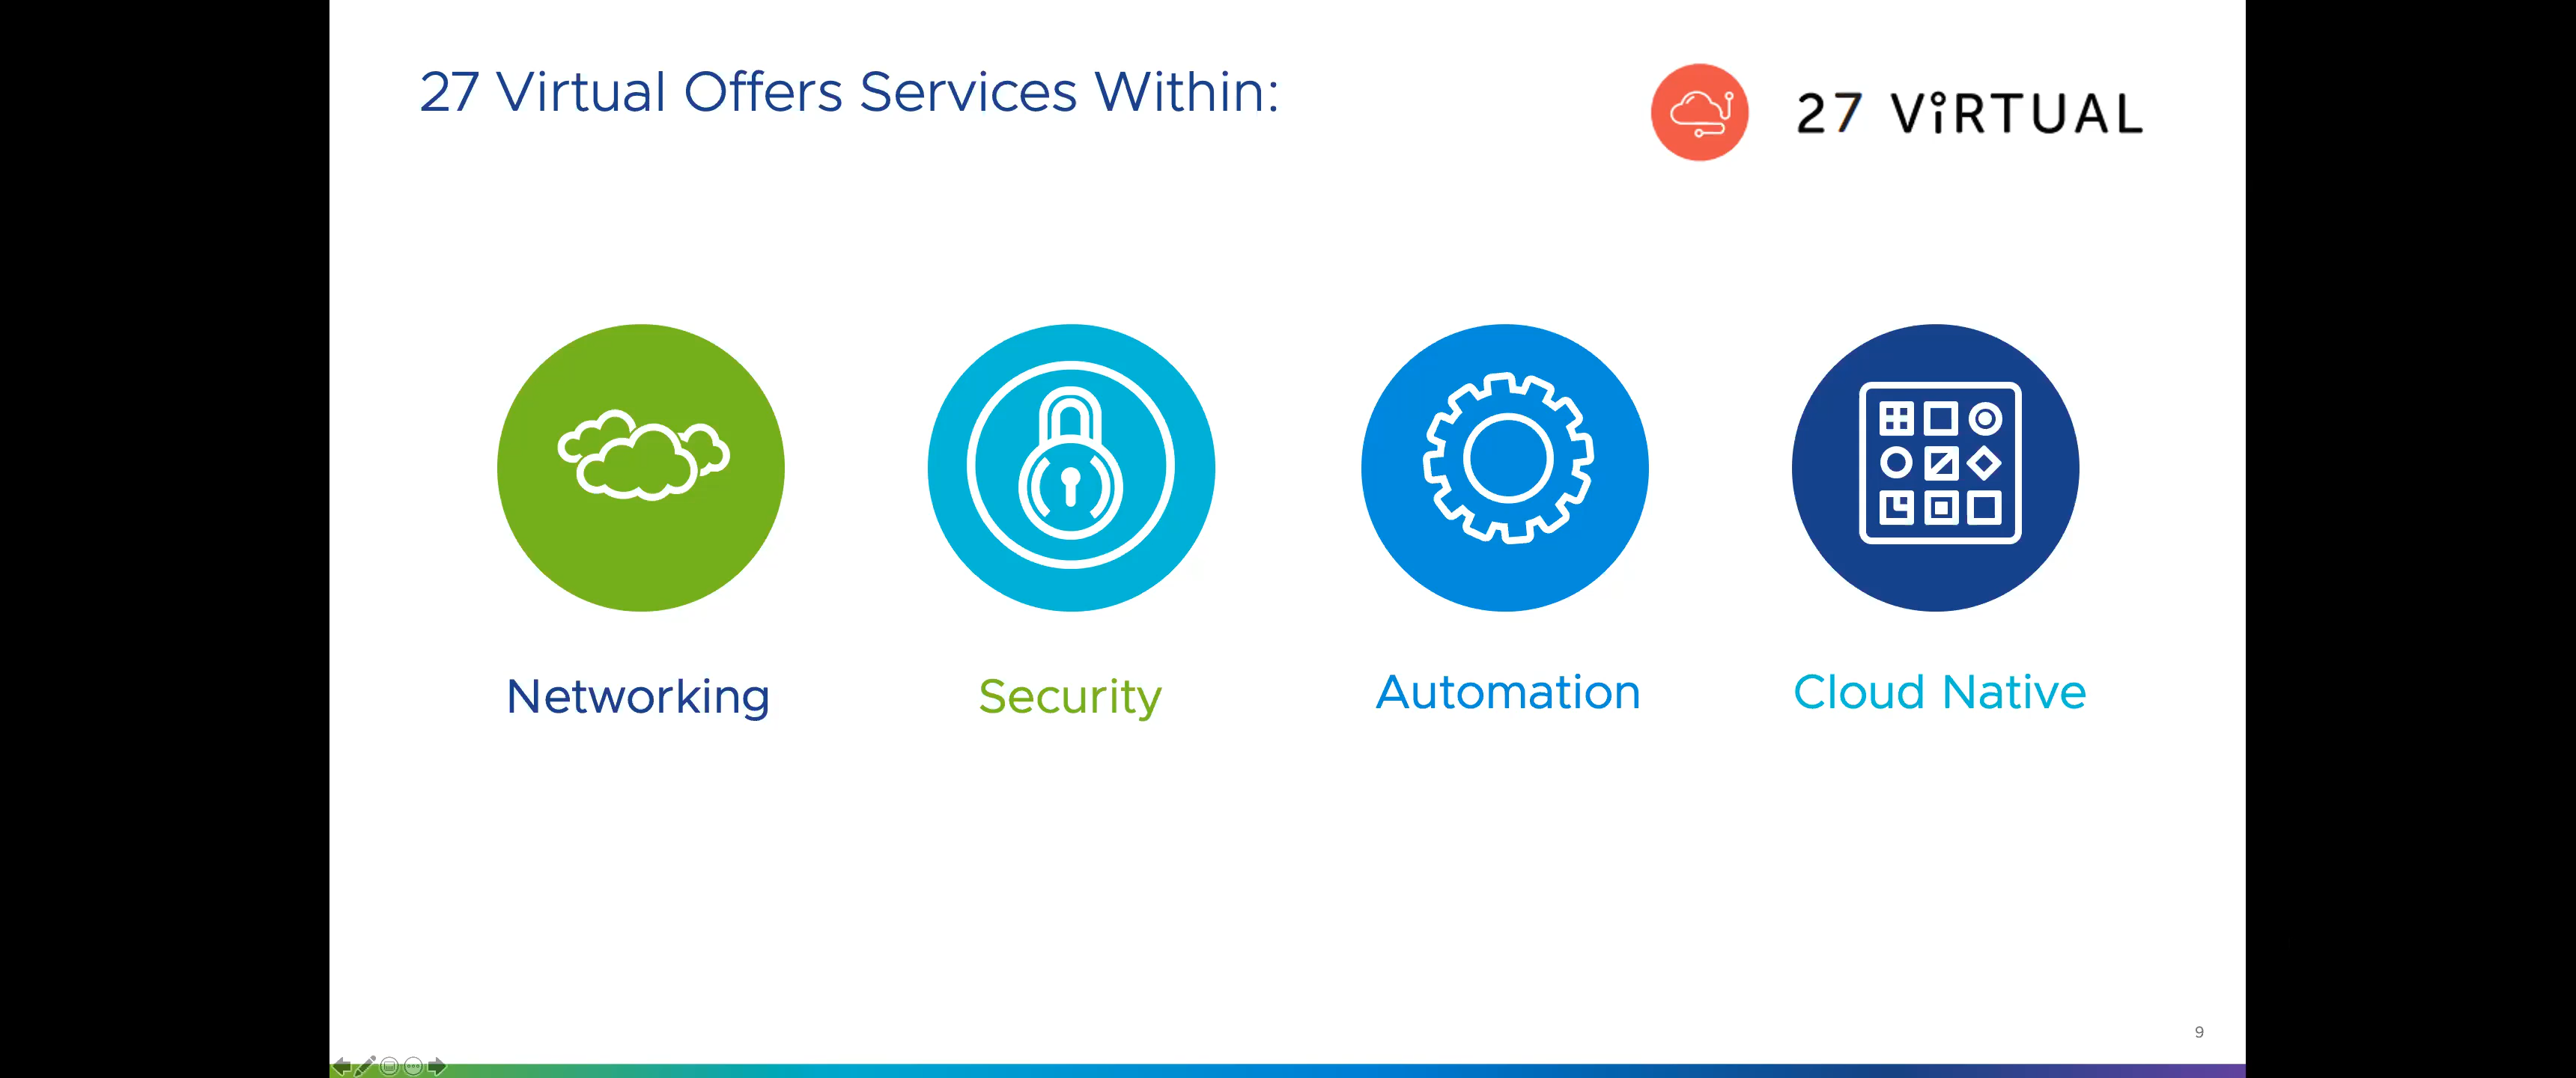 27 Virtual Offers Services Within:
27 ViRTUAL
Networking
Security
Automation
Cloud Native
9